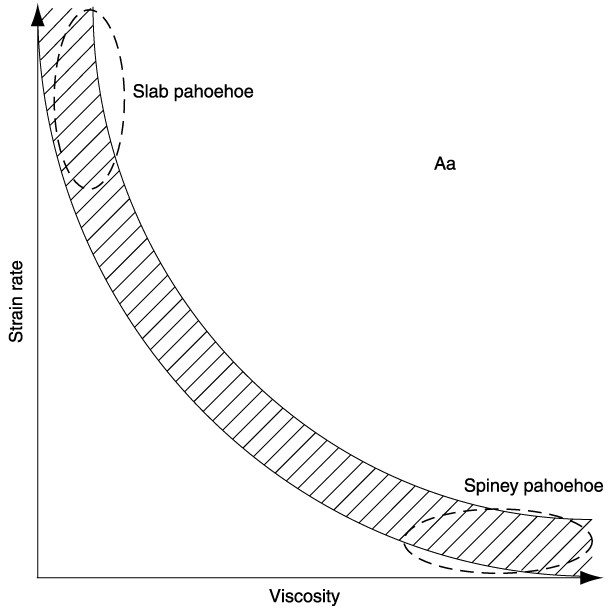 Slab pahoehoe
Aa
Strain rate
Spiney pahoehoe
Viscosity